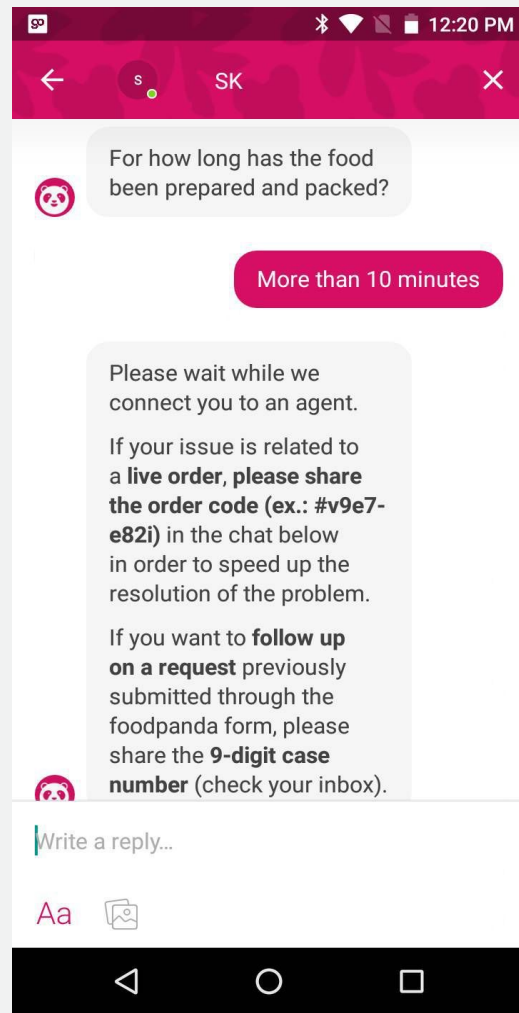 go
12:20 PM
S
SK
For how long has the food
been prepared and packed?
More than 10 minutes
Please wait while we
connect you to an agent.
If your issue is related to
a live order, please share
the order code (ex.: #v9e7-
e82i) in the chat below
in order to speed up the
resolution of the problem.
If you want to follow up
on a request previously
submitted through the
foodpanda form, please
share the 9-digit case
number (check your inbox).
Write a reply...
Aa